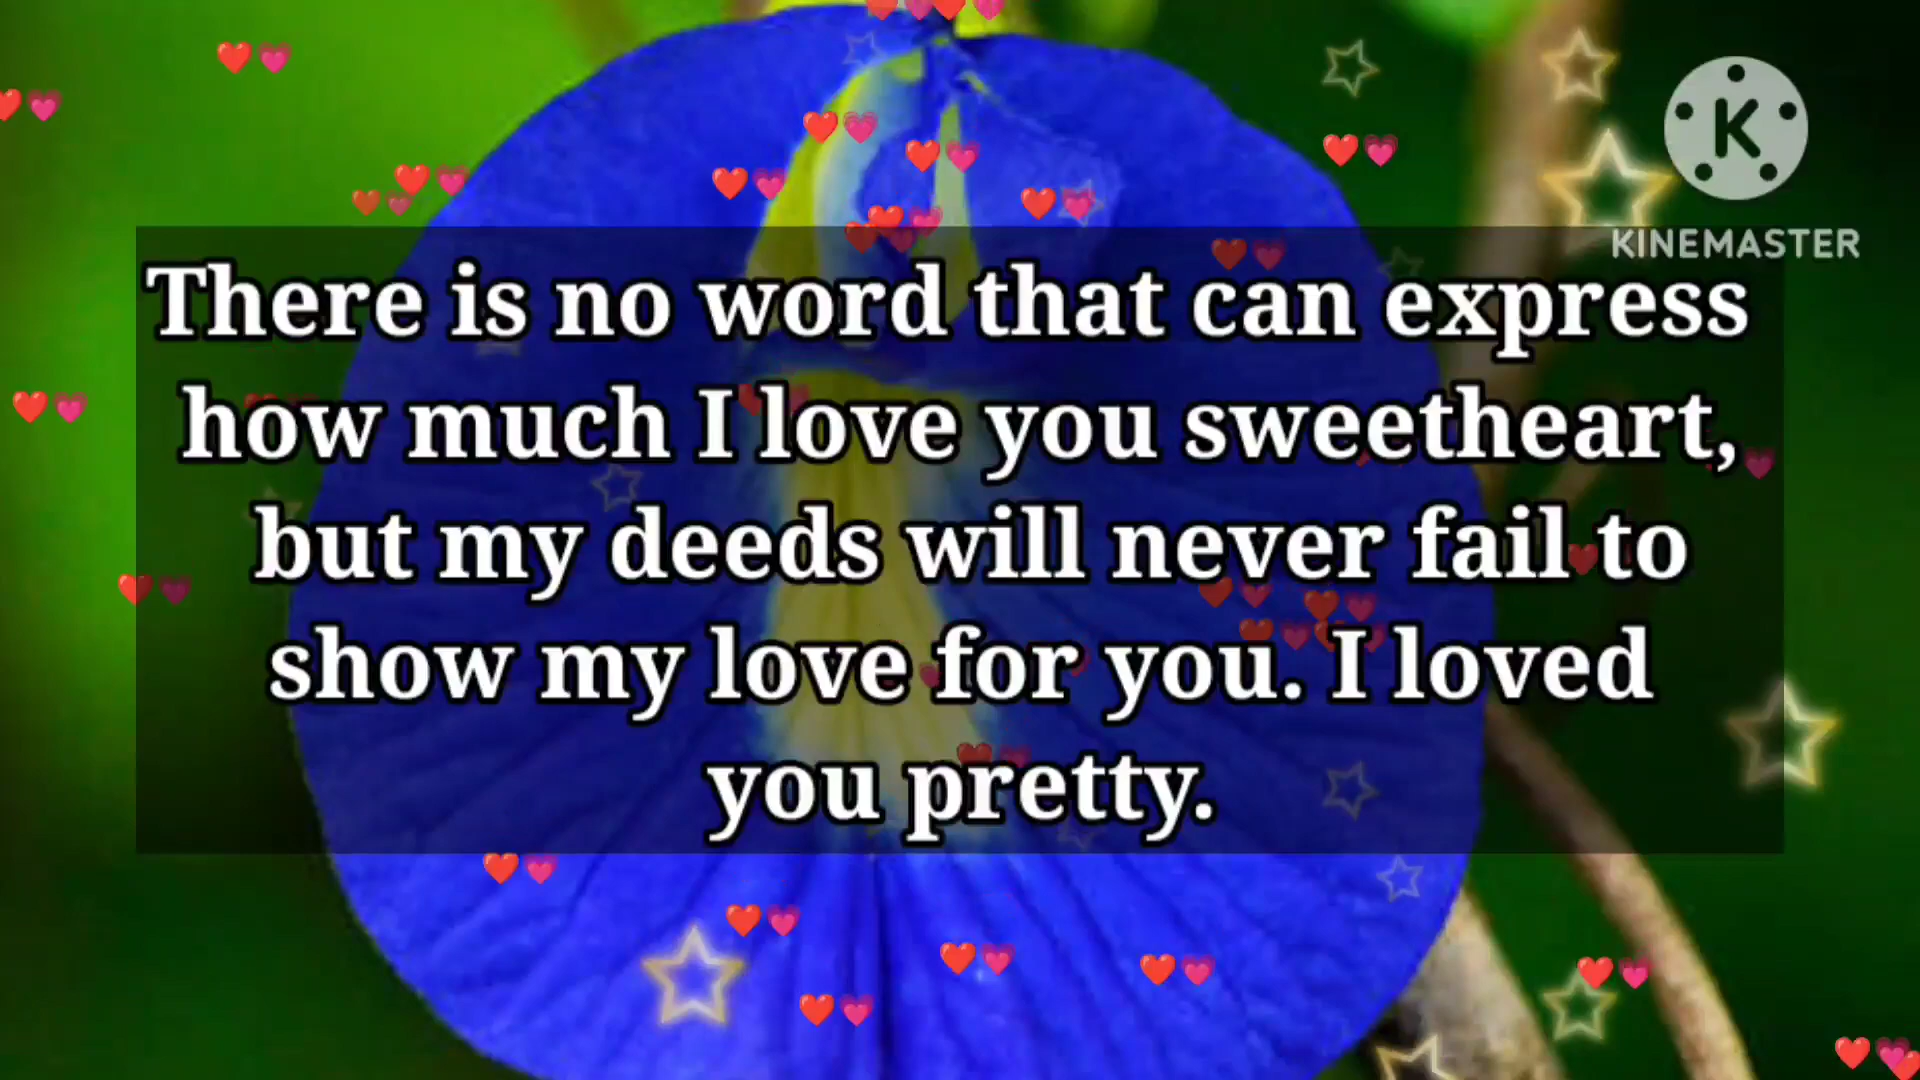 K
KINEMASTER
There is no word that can express
how much I love you sweetheart,
but my deeds will never fail to
show my love for you. I loved
you pretty.